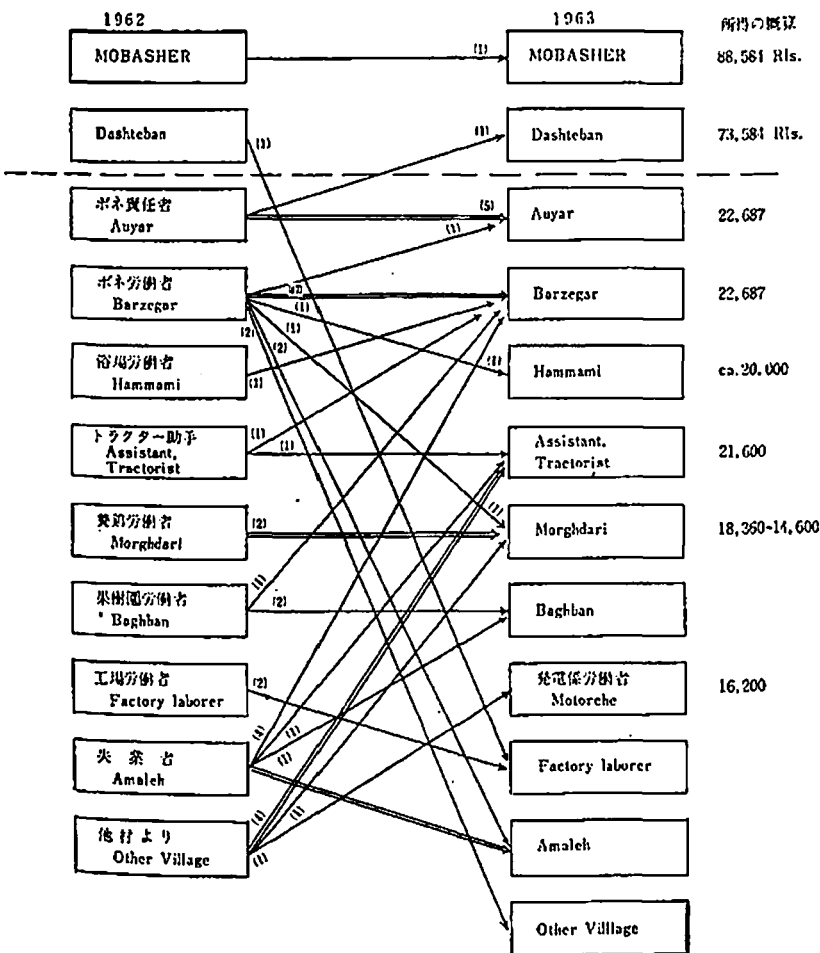 1962
1963
所得の概算
MOBASHER
(1)
MOBASHER
88,561 Rls.
Dashteban
(1)
(1)
Dashteban
73,584 Rls.
ボネ責任者
Auyar
(5)
(1)
Auyar
22,687
ボネ労働者
Barzegar
(1)
(2)
(1)
(2)
Barzegar
22,687
浴場労働者
Hammami
(1)
(1)
Hammami
ca.20,000
トラクター助手
Assistant,
Tractorist
(1)
(1)
Assistant,
Tractorist
21,600
養鶏労働者
Morghdari
(2)
(1)
Morghdari
18,360-14,600
果樹園労働者
Baghban
(1)
(2)
Baghban
工場労働者
Factory laborer
(2)
発電係労働者
Motorche
16,200
失業者
Amaleh
(4)
(1)
(1)
Factory laborer
他村より
Other Village
(4)
(1)
(1)
Amaleh
Other Villlage